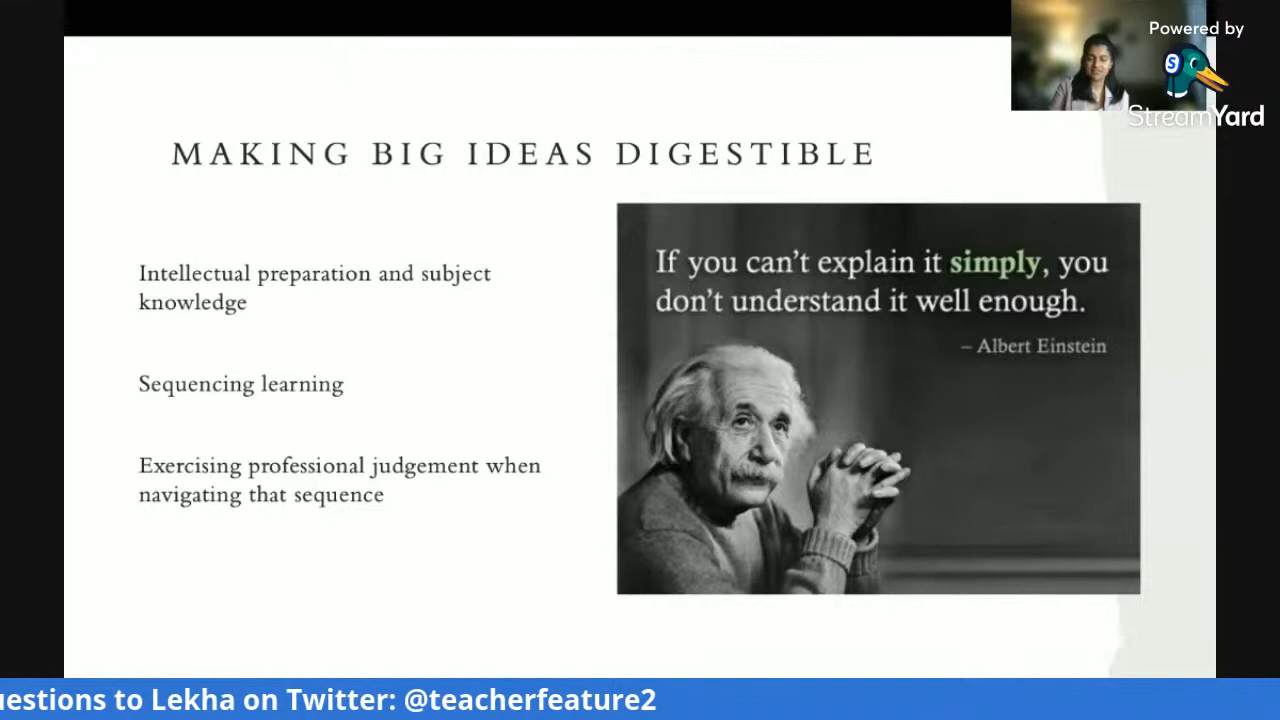 Powered by
StreamYard
MAKING BIG IDEAS DIGESTIBLE
Intellectual preparation and subject
knowledge
Sequencing learning
Exercising professional judgement when
navigating that sequence
If you can't explain it simply, you
don't understand it well enough.
– Albert Einstein
uestions to Lekha on Twitter: @teacherfeature2